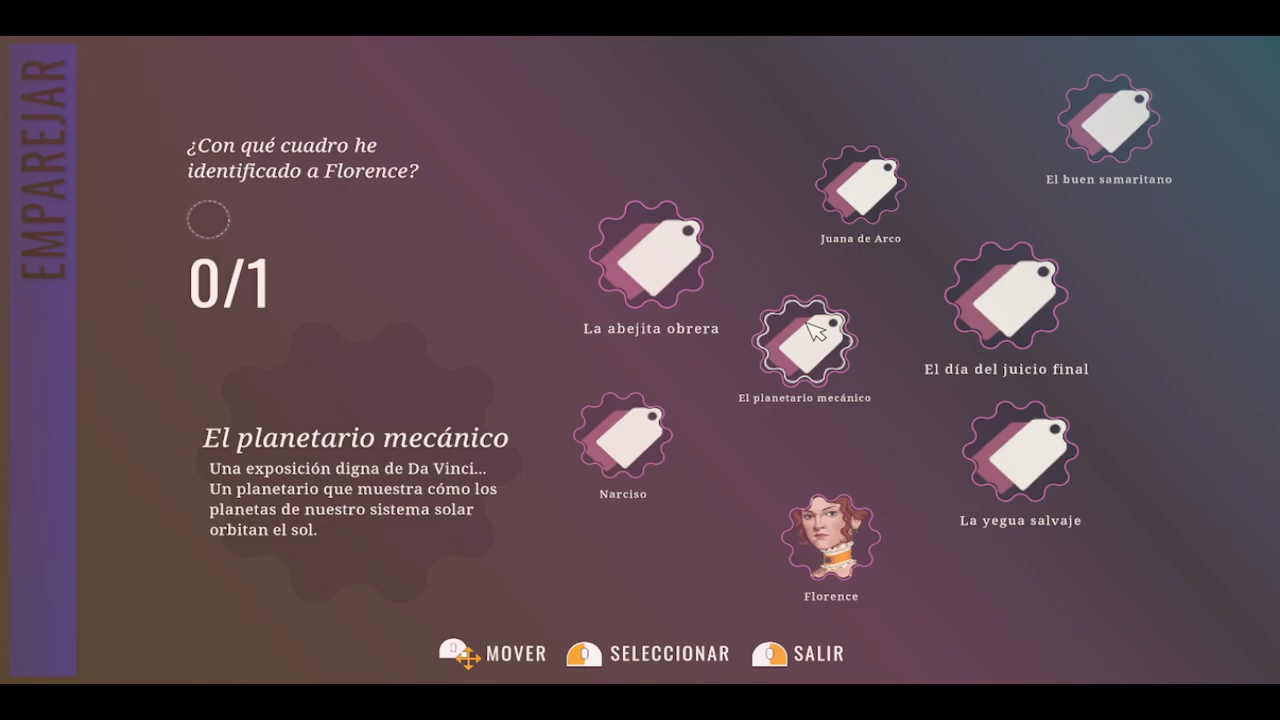 EMPAREJAR
¿Con qué cuadro he
identificado a Florence?
0/1
El planetario mecánico
Una exposición digna de Da Vinci...
Un planetario que muestra cómo los
planetas de nuestro sistema solar
orbitan el sol.
El buen samaritano
Juana de Arco
La abejita obrera
El día del juicio final
El planetario mecánico
Narciso
La yegua salvaje
Florence
MOVER
SELECCIONAR
SALIR